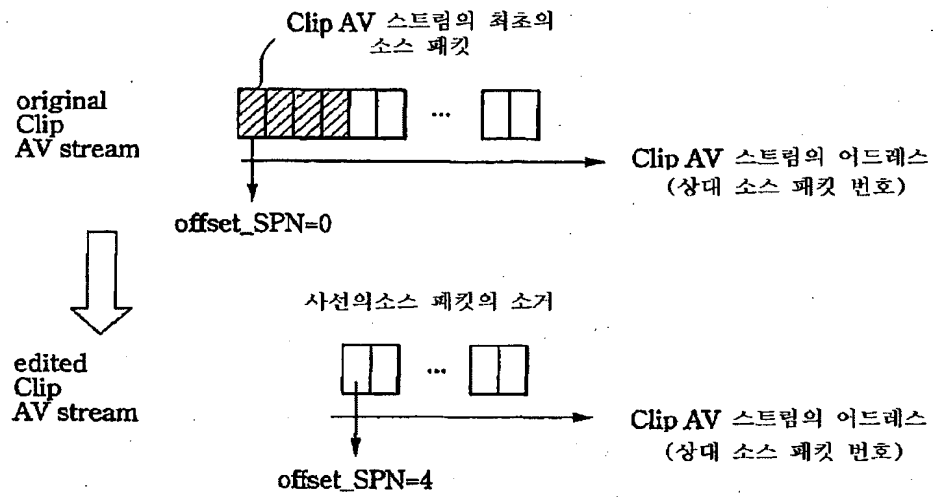 Clip AV 스트림의 최초의
소스 패킷
original
Clip
AV stream
...
Clip AV 스트림의 어드레스
(상대 소스 패킷 번호)
offset_SPN=0
사선의소스 패킷의 소거
edited
Clip
AV stream
...
Clip AV 스트림의 어드레스
(상대 소스 패킷 번호)
offset_SPN=4